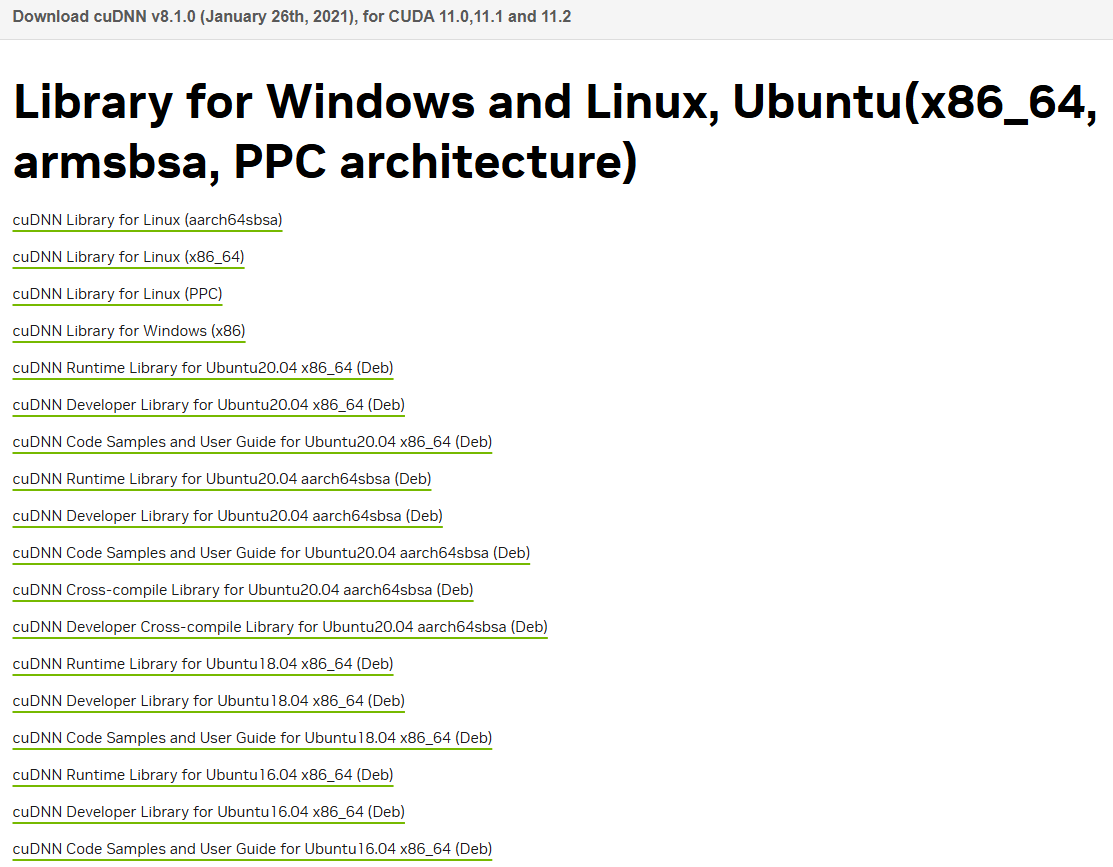 Download cuDNN v8.1.0 (January 26th, 2021), for CUDA 11.0,11.1 and 11.2
Library for Windows and Linux, Ubuntu(x86_64,
armsbsa, PPC architecture)
cuDNN Library for Linux (aarch64sbsa)
cuDNN Library for Linux (x86_64)
cuDNN Library for Linux (PPC)
cuDNN Library for Windows (x86)
cuDNN Runtime Library for Ubuntu20.04 x86_64 (Deb)
cuDNN Developer Library for Ubuntu20.04 x86_64 (Deb)
cuDNN Code Samples and User Guide for Ubuntu20.04 x86_64 (Deb)
cuDNN Runtime Library for Ubuntu20.04 aarch64sbsa (Deb)
cuDNN Developer Library for Ubuntu20.04 aarch64sbsa (Deb)
cuDNN Code Samples and User Guide for Ubuntu20.04 aarch64sbsa (Deb)
cuDNN Cross-compile Library for Ubuntu20.04 aarch64sbsa (Deb)
cuDNN Developer Cross-compile Library for Ubuntu20.04 aarch64sbsa (Deb)
cuDNN Runtime Library for Ubuntu18.04 x86_64 (Deb)
cuDNN Developer Library for Ubuntu18.04 x86_64 (Deb)
cuDNN Code Samples and User Guide for Ubuntu18.04 x86_64 (Deb)
cuDNN Runtime Library for Ubuntu16.04 x86_64 (Deb)
cuDNN Developer Library for Ubuntu16.04 x86_64 (Deb)
cuDNN Code Samples and User Guide for Ubuntu16.04 x86_64 (Deb)